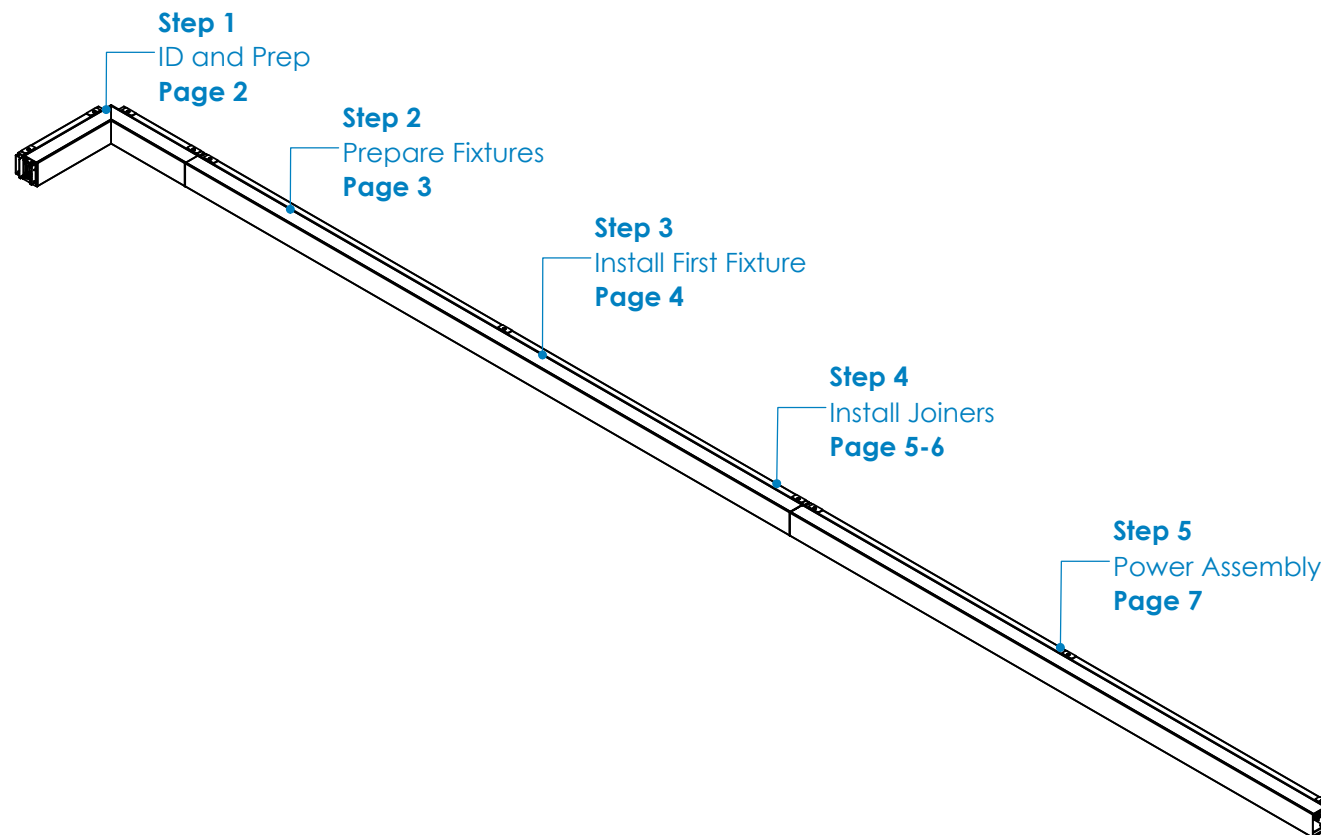 Step 1
ID and Prep
Page 2
Step 2
Prepare Fixtures
Page 3
Step 3
Install First Fixture
Page 4
Step 4
Install Joiners
Page 5-6
Step 5
Power Assembly
Page 7